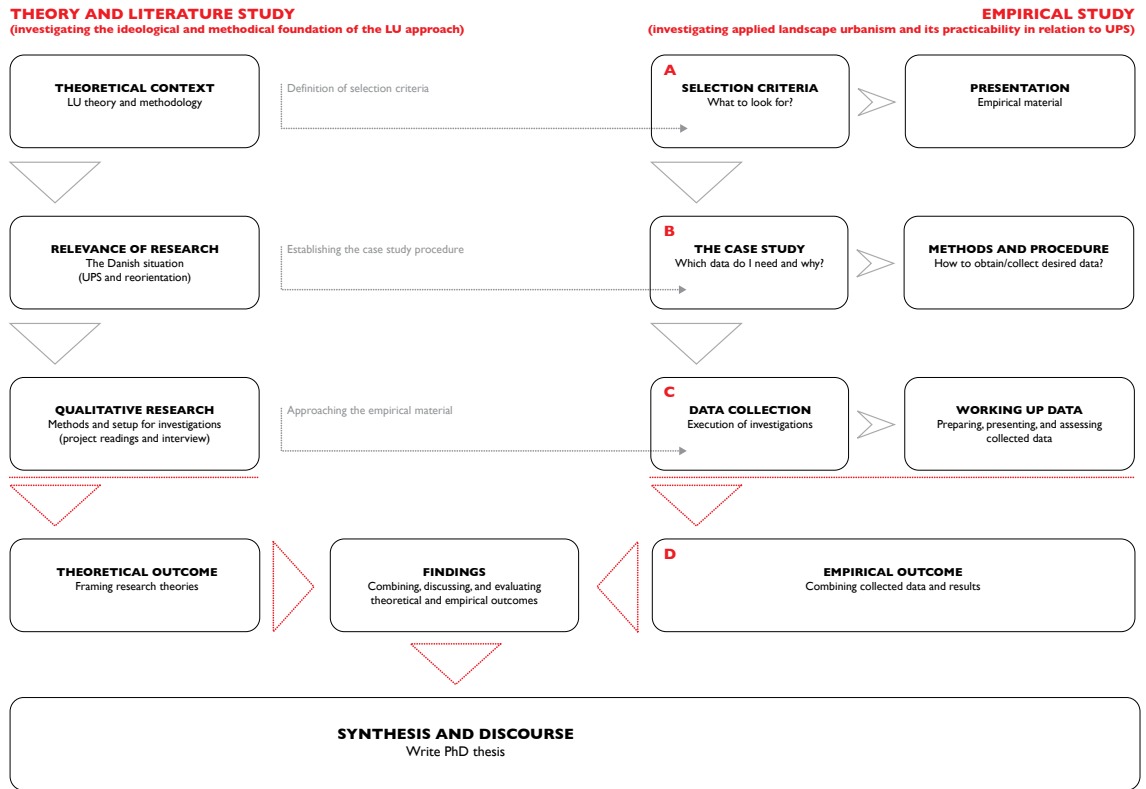 THEORY AND LITERATURE STUDY
(investigating the ideological and methodical foundation of the LU approach)
EMPIRICAL STUDY
(investigating applied landscape urbanism and its practicability in relation to UPS)
THEORETICAL CONTEXT
LU theory and methodology
Definition of selection criteria
A
SELECTION CRITERIA
What to look for?
PRESENTATION
Empirical material
RELEVANCE OF RESEARCH
The Danish situation
(UPS and reorientation)
Establishing the case study procedure
B
THE CASE STUDY
Which data do I need and why?
METHODS AND PROCEDURE
How to obtain/collect desired data?
QUALITATIVE RESEARCH
Methods and setup for investigations
(project readings and interview)
Approaching the empirical material
C
DATA COLLECTION
Execution of investigations
WORKING UP DATA
Preparing, presenting, and assessing
collected data
THEORETICAL OUTCOME
Framing research theories
FINDINGS
Combining, discussing, and evaluating
theoretical and empirical outcomes
D
EMPIRICAL OUTCOME
Combining collected data and results
SYNTHESIS AND DISCOURSE
Write PhD thesis